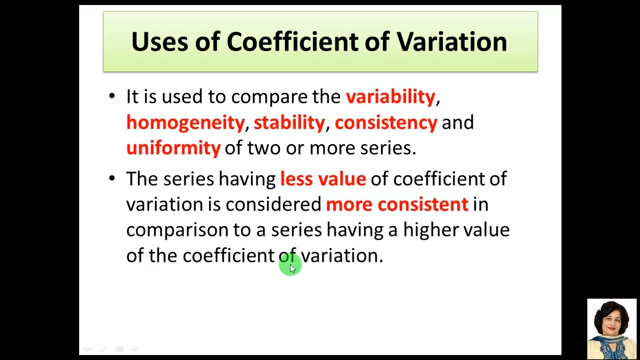 Uses of Coefficient of Variation
• It is used to compare the variability,
homogeneity, stability, consistency and
uniformity of two or more series.
• The series having less value of coefficient of
variation is considered more consistent in
comparison to a series having a higher value
of the coefficient of variation.